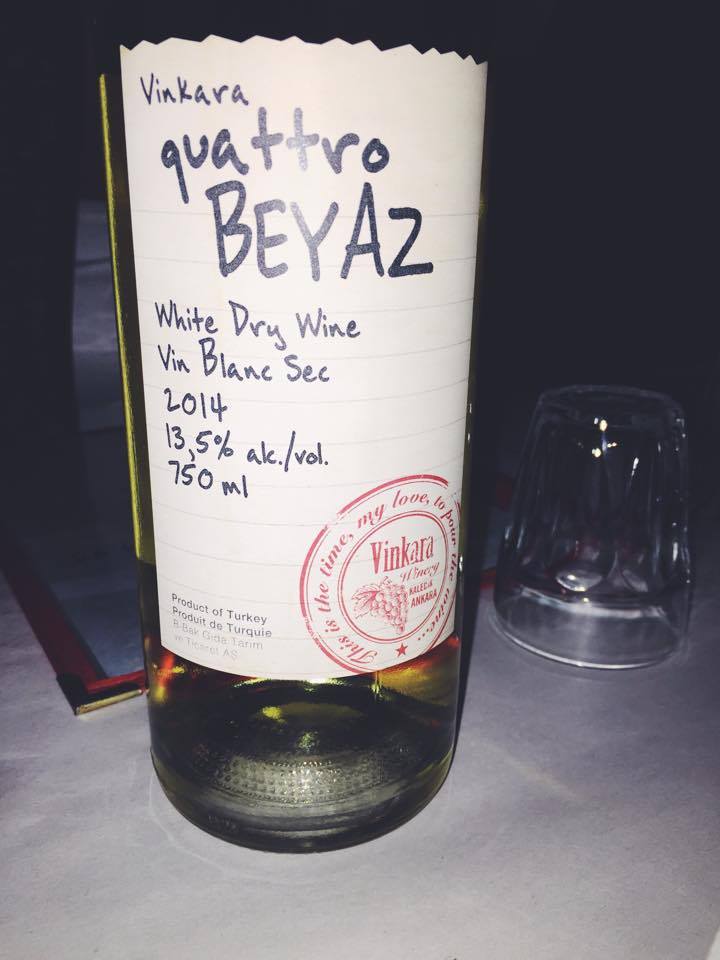 Vinkara
quattro
BEYAZ
White Dry Wine
Vin Blanc Sec
2014
13,5% alc./vol.
750 ml
This is the time, my love, to pour the wine...
Vinkara
Winery
KALECİK
ANKARA
Product of Turkey
Produit de Turquie
B.Bak Gıda Tarım
ve Ticaret AŞ